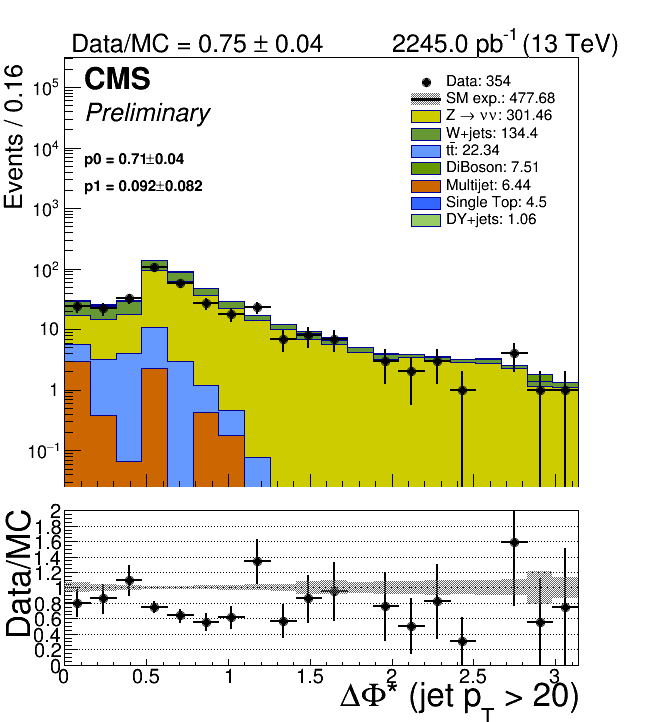 Data/MC = 0.75 ± 0.04 2245.0 pb⁻¹ (13 TeV)
CMS
Preliminary
p0 = 0.71±0.04
p1 = 0.092±0.082
Data: 354
SM exp.: 477.68
Z → νν: 301.46
W+jets: 134.4
tt̄: 22.34
DiBoson: 7.51
Multijet: 6.44
Single Top: 4.5
DY+jets: 1.06
Events / 0.16
10⁵
10⁴
10³
10²
10
1
10⁻¹
Data/MC
2
1.8
1.6
1.4
1.2
1
0.8
0.6
0.4
0.2
0
0 0.5 1 1.5 2 2.5 3
ΔΦ* (jet p_T > 20)